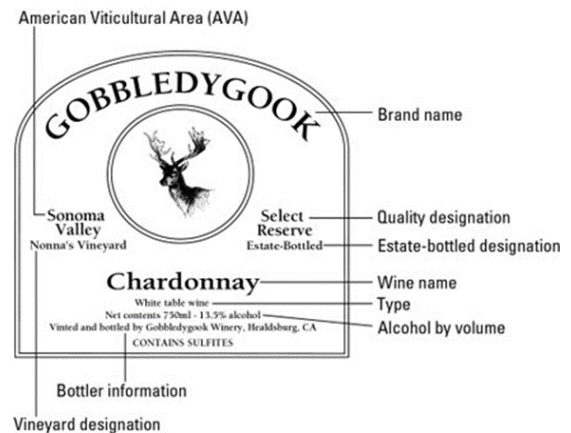 American Viticultural Area (AVA)
GOBBLEDYGOOK
Brand name
Sonoma
Valley
Nonna's Vineyard
Select
Reserve
Estate-Bottled
Quality designation
Estate-bottled designation
Chardonnay
Wine name
White table wine
Type
Net contents 750ml - 13.5% alcohol
Alcohol by volume
Vinted and bottled by Gobbledygook Winery, Healdsburg, CA
CONTAINS SULFITES
Bottler information
Vineyard designation